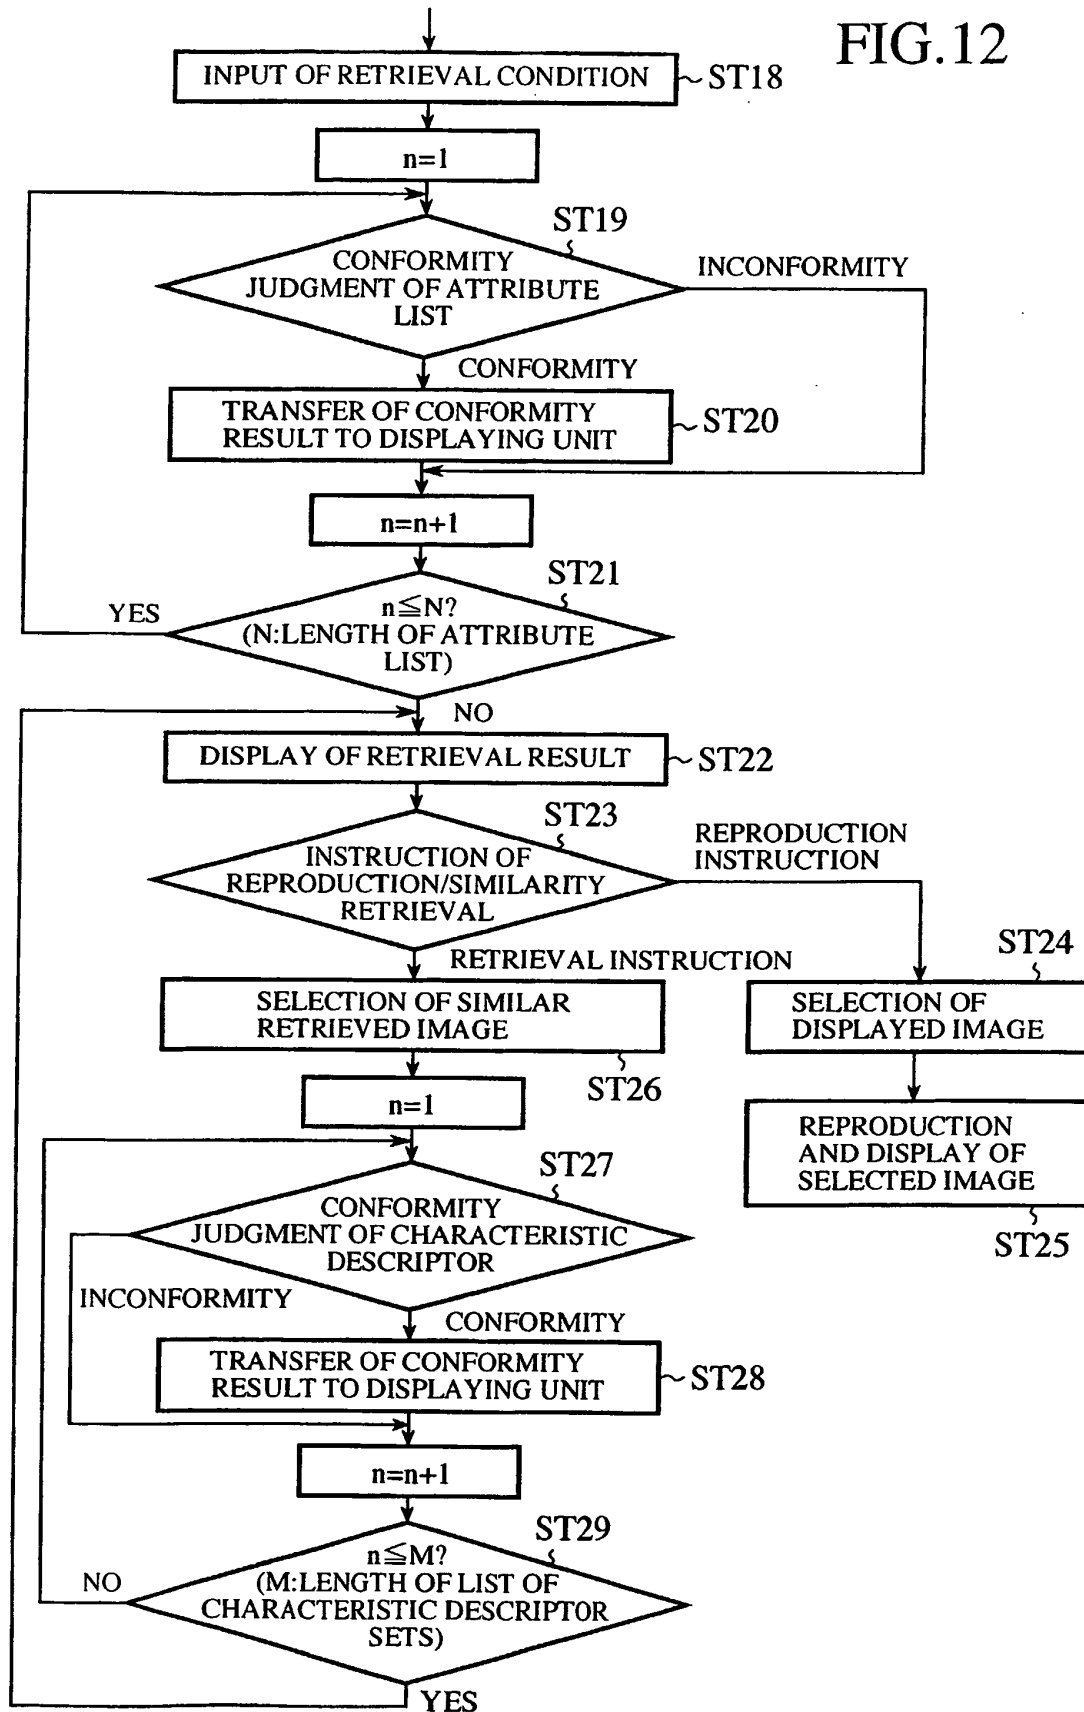 FIG.12
INPUT OF RETRIEVAL CONDITION
ST18
n=1
ST19
CONFORMITY
JUDGMENT OF ATTRIBUTE
LIST
INCONFORMITY
CONFORMITY
TRANSFER OF CONFORMITY
RESULT TO DISPLAYING UNIT
ST20
n=n+1
ST21
YES
n≦N?
(N:LENGTH OF ATTRIBUTE
LIST)
NO
DISPLAY OF RETRIEVAL RESULT
ST22
ST23
INSTRUCTION OF
REPRODUCTION/SIMILARITY
RETRIEVAL
REPRODUCTION
INSTRUCTION
RETRIEVAL INSTRUCTION
ST24
SELECTION OF
DISPLAYED IMAGE
SELECTION OF SIMILAR
RETRIEVED IMAGE
ST26
n=1
REPRODUCTION
AND DISPLAY OF
SELECTED IMAGE
ST25
ST27
CONFORMITY
JUDGMENT OF CHARACTERISTIC
DESCRIPTOR
INCONFORMITY
CONFORMITY
TRANSFER OF CONFORMITY
RESULT TO DISPLAYING UNIT
ST28
n=n+1
ST29
NO
n≦M?
(M:LENGTH OF LIST OF
CHARACTERISTIC DESCRIPTOR
SETS)
YES